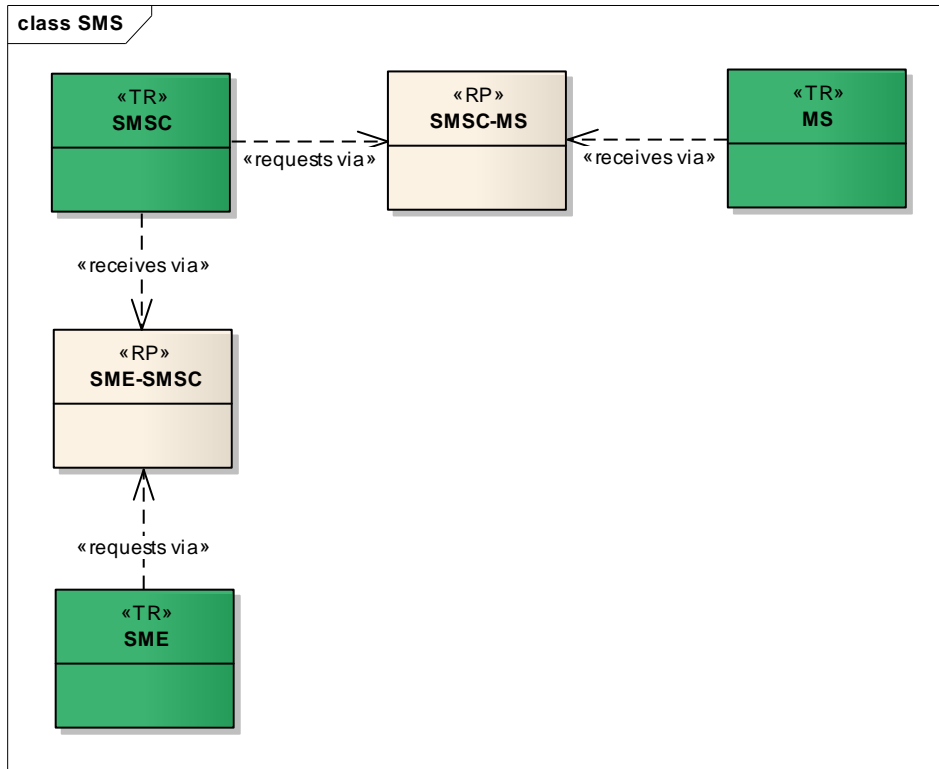 class SMS
«TR»
SMSC
«RP»
SMSC-MS
«TR»
MS
«requests via»
«receives via»
«receives via»
«RP»
SME-SMSC
«requests via»
«TR»
SME